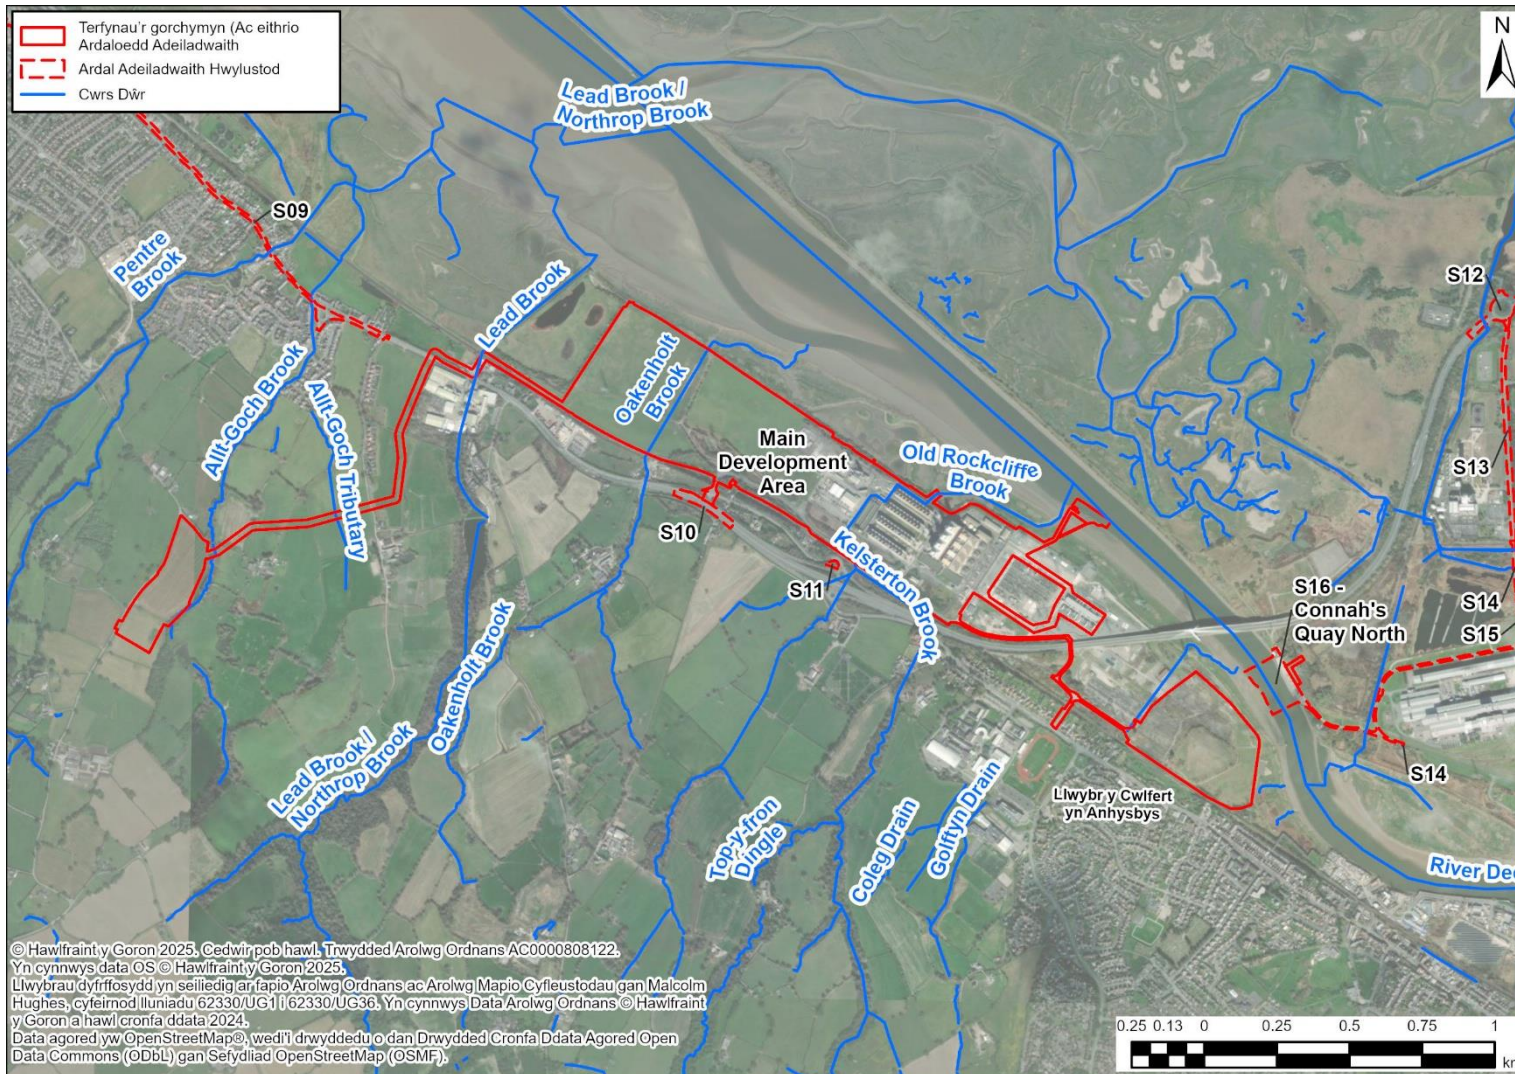 Terfynau'r gorchymyn (Ac eithrio
Ardaloedd Adeiladwaith
Ardal Adeiladwaith Hwylustod
Cwrs Dŵr
N
Lead Brook /
Northrop Brook
S09
Pentre
Brook
Lead Brook
S12
Allt-Goch Brook
Allt-Goch Tributary
Oakenholt
Brook
Main
Development
Area
Old Rockcliffe
Brook
S13
S10
S11
Kelsterton Brook
S16 -
Connah's
Quay North
S14
S15
Oakenholt Brook
Lead Brook /
Northrop Brook
S14
Llwybr y Cwlfert
yn Anhysbys
Top-y-fron
Dingle
Coleg Drain
Golftyn Drain
River Dee
© Hawlfraint y Goron 2025. Cedwir pob hawl. Trwydded Arolwg Ordnans AC0000808122.
Yn cynnwys data OS © Hawlfraint y Goron 2025.
Llwybrau dyfrffosydd yn seiliedig ar fapio Arolwg Ordnans ac Arolwg Mapio Cyfleustodau gan Malcolm
Hughes, cyfeirnod lluniadu 62330/UG1 i 62330/UG36. Yn cynnwys Data Arolwg Ordnans © Hawlfraint
y Goron a hawl cronfa ddata 2024.
Data agored yw OpenStreetMap®, wedi'i drwyddedu o dan Drwydded Cronfa Ddata Agored Open
Data Commons (ODbL) gan Sefydliad OpenStreetMap (OSMF).
0.25 0.13 0 0.25 0.5 0.75 1
km